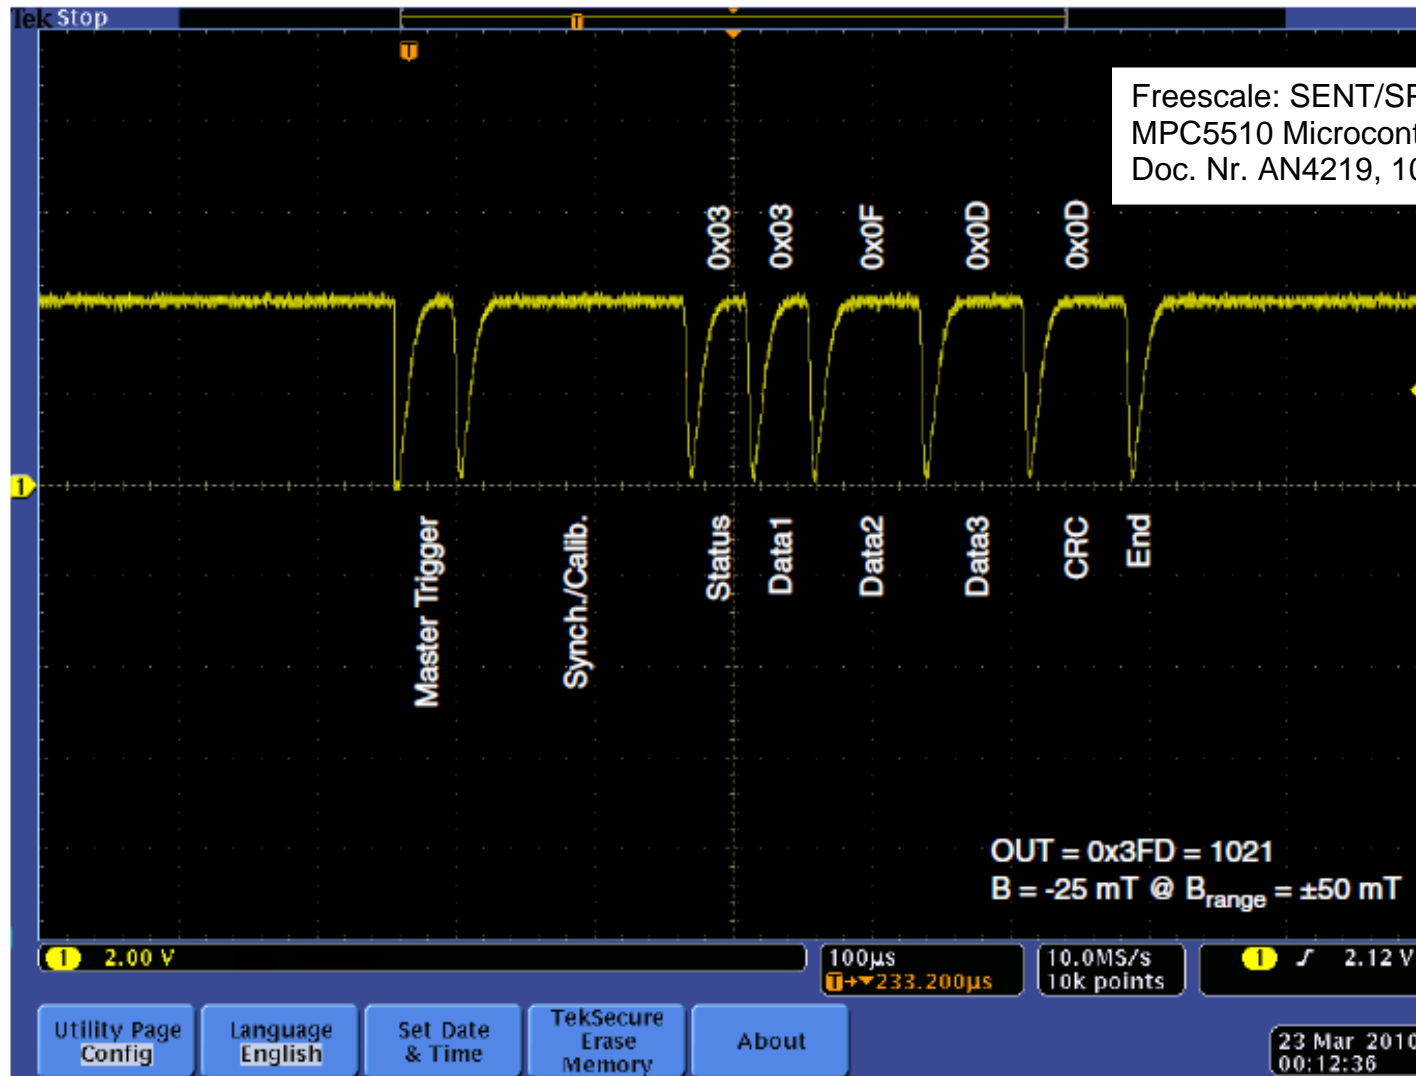 Tek Stop
T
T
Freescale: SENT/SP
MPC5510 Microcont
Doc. Nr. AN4219, 10
0x03
0x03
0x0F
0x0D
0x0D
1
Master Trigger
Synch./Calib.
Status
Data1
Data2
Data3
CRC
End
OUT = 0x3FD = 1021
B = -25 mT @ Brange = ±50 mT
1 2.00 V
100µs
T→▼233.200µs
10.0MS/s
10k points
1 ʃ 2.12 V
Utility Page
Config
Language
English
Set Date
& Time
TekSecure
Erase
Memory
About
23 Mar 2010
00:12:36